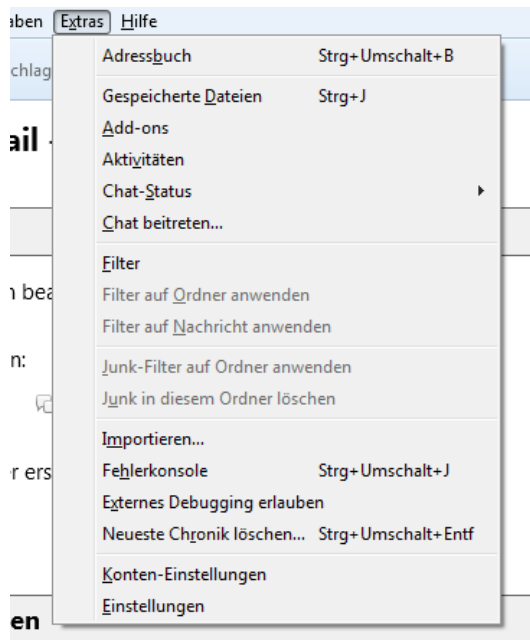 aben Extras Hilfe
chlag
Adressbuch Strg+Umschalt+B
Gespeicherte Dateien Strg+J
ail -
Add-ons
Aktivitäten
Chat-Status
Chat beitreten...
Filter
n bea
Filter auf Ordner anwenden
Filter auf Nachricht anwenden
n:
Junk-Filter auf Ordner anwenden
Junk in diesem Ordner löschen
Importieren...
r ers
Fehlerkonsole Strg+Umschalt+J
Externes Debugging erlauben
Neueste Chronik löschen... Strg+Umschalt+Entf
Konten-Einstellungen
Einstellungen
en